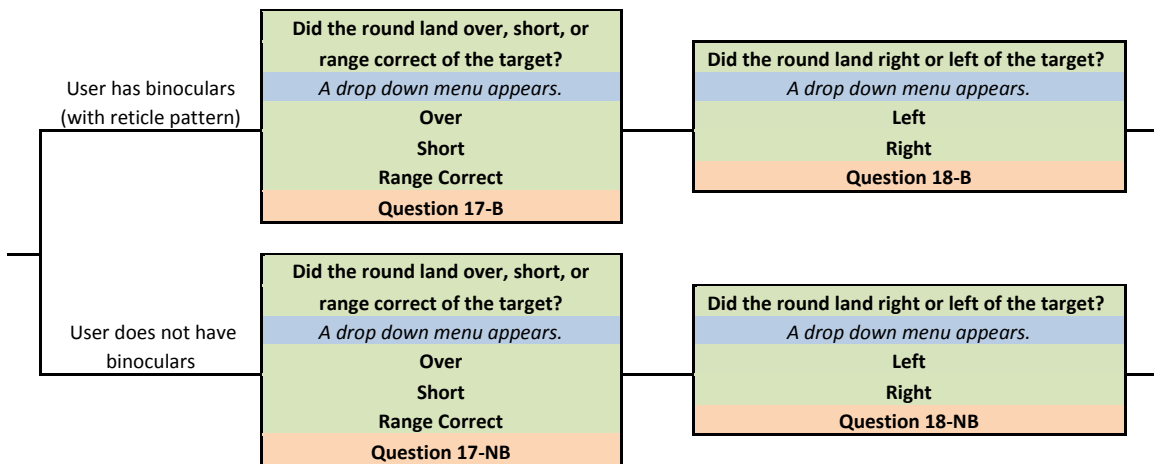 User has binoculars
(with reticle pattern)
Did the round land over, short, or
range correct of the target?
A drop down menu appears.
Over
Short
Range Correct
Question 17-B
Did the round land right or left of the target?
A drop down menu appears.
Left
Right
Question 18-B
User does not have
binoculars
Did the round land over, short, or
range correct of the target?
A drop down menu appears.
Over
Short
Range Correct
Question 17-NB
Did the round land right or left of the target?
A drop down menu appears.
Left
Right
Question 18-NB